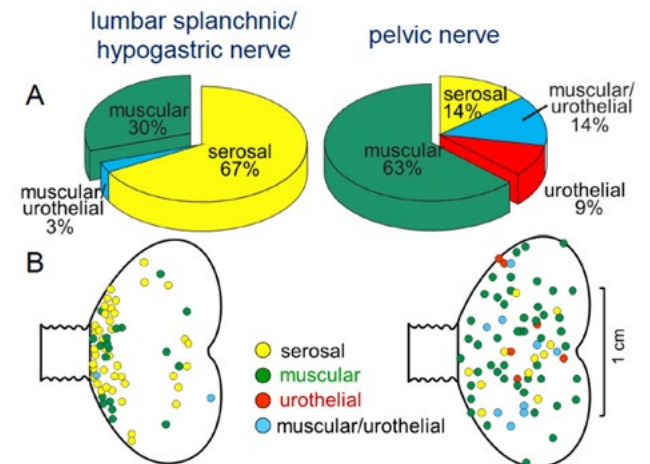 lumbar splanchnic/
hypogastric nerve
pelvic nerve
A
muscular
30%
serosal
67%
muscular/
urothelial
3%
serosal
14%
muscular/
urothelial
14%
muscular
63%
urothelial
9%
B
serosal
muscular
urothelial
muscular/urothelial
1 cm